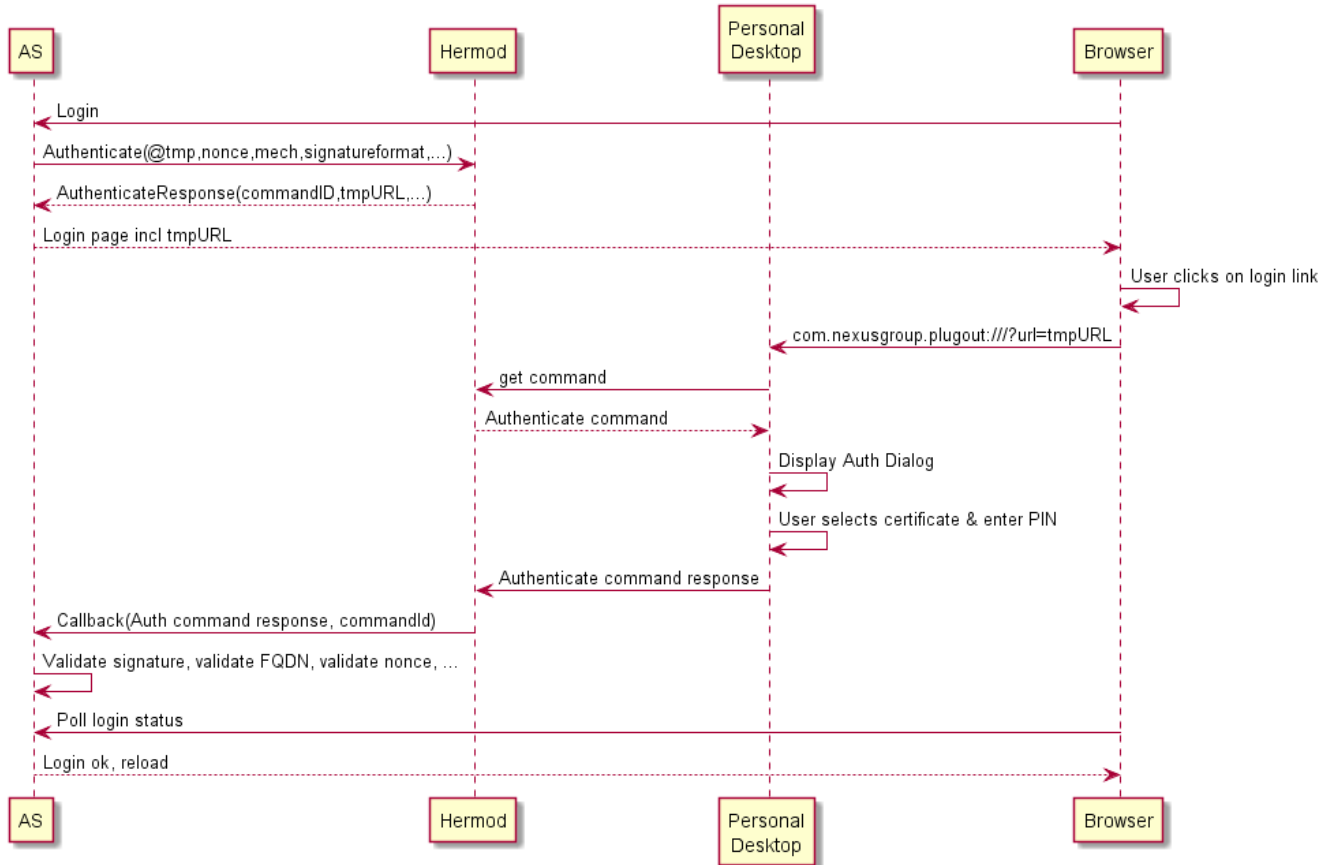 AS
Hermod
Personal
Desktop
Browser
Login
Authenticate(@tmp,nonce,mech,signatureformat,...)
AuthenticateResponse(commandID,tmpURL,...)
Login page incl tmpURL
User clicks on login link
com.nexusgroup.plugout:///?url=tmpURL
get command
Authenticate command
Display Auth Dialog
User selects certificate & enter PIN
Authenticate command response
Callback(Auth command response, commandId)
Validate signature, validate FQDN, validate nonce, ...
Poll login status
Login ok, reload
AS
Hermod
Personal
Desktop
Browser